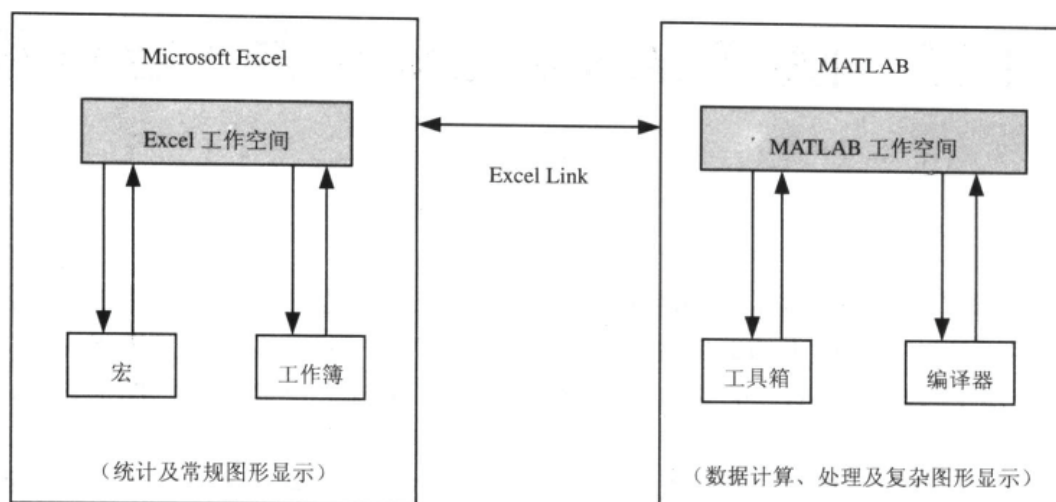 Microsoft Excel
Excel 工作空间
宏
工作簿
（统计及常规图形显示）
Excel Link
MATLAB
MATLAB 工作空间
工具箱
编译器
（数据计算、处理及复杂图形显示）